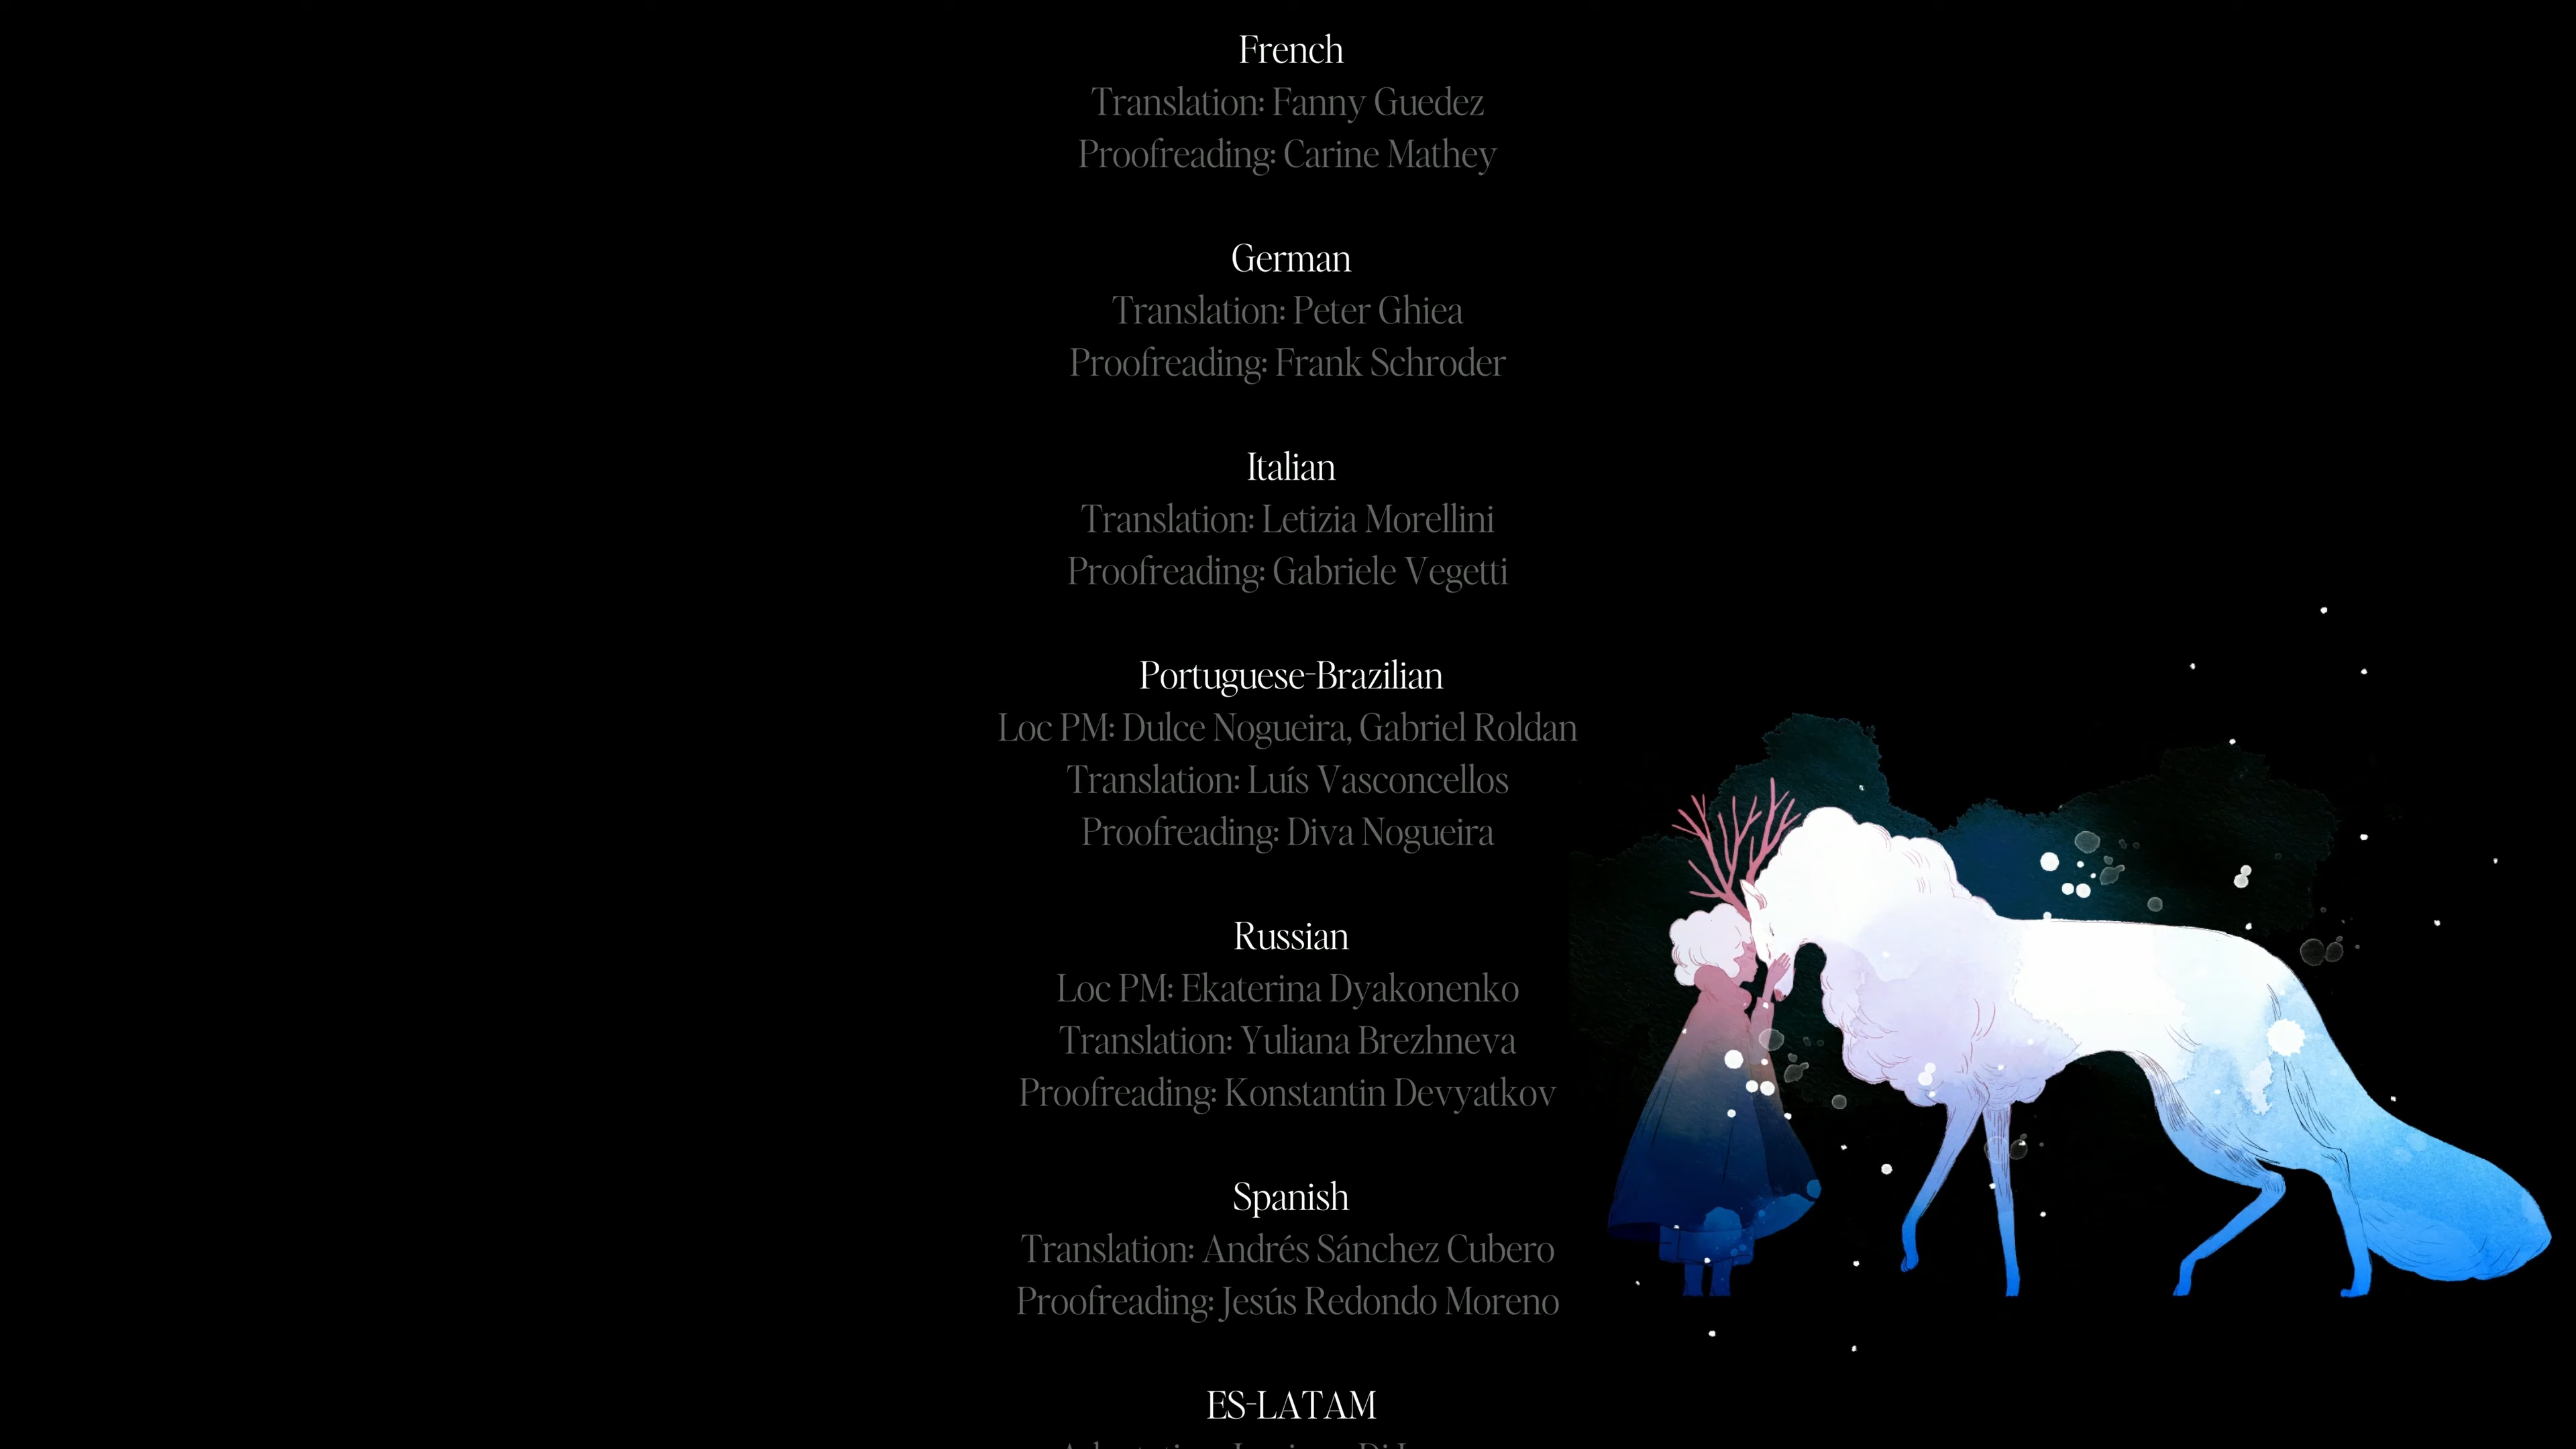 French
Translation: Fanny Guedez
Proofreading: Carine Mathey
German
Translation: Peter Ghiea
Proofreading: Frank Schroder
Italian
Translation: Letizia Morellini
Proofreading: Gabriele Vegetti
Portuguese-Brazilian
Loc PM: Dulce Nogueira, Gabriel Roldan
Translation: Luís Vasconcellos
Proofreading: Diva Nogueira
Russian
Loc PM: Ekaterina Dyakonenko
Translation: Yuliana Brezhneva
Proofreading: Konstantin Devyatkov
Spanish
Translation: Andrés Sánchez Cubero
Proofreading: Jesús Redondo Moreno
ES-LATAM